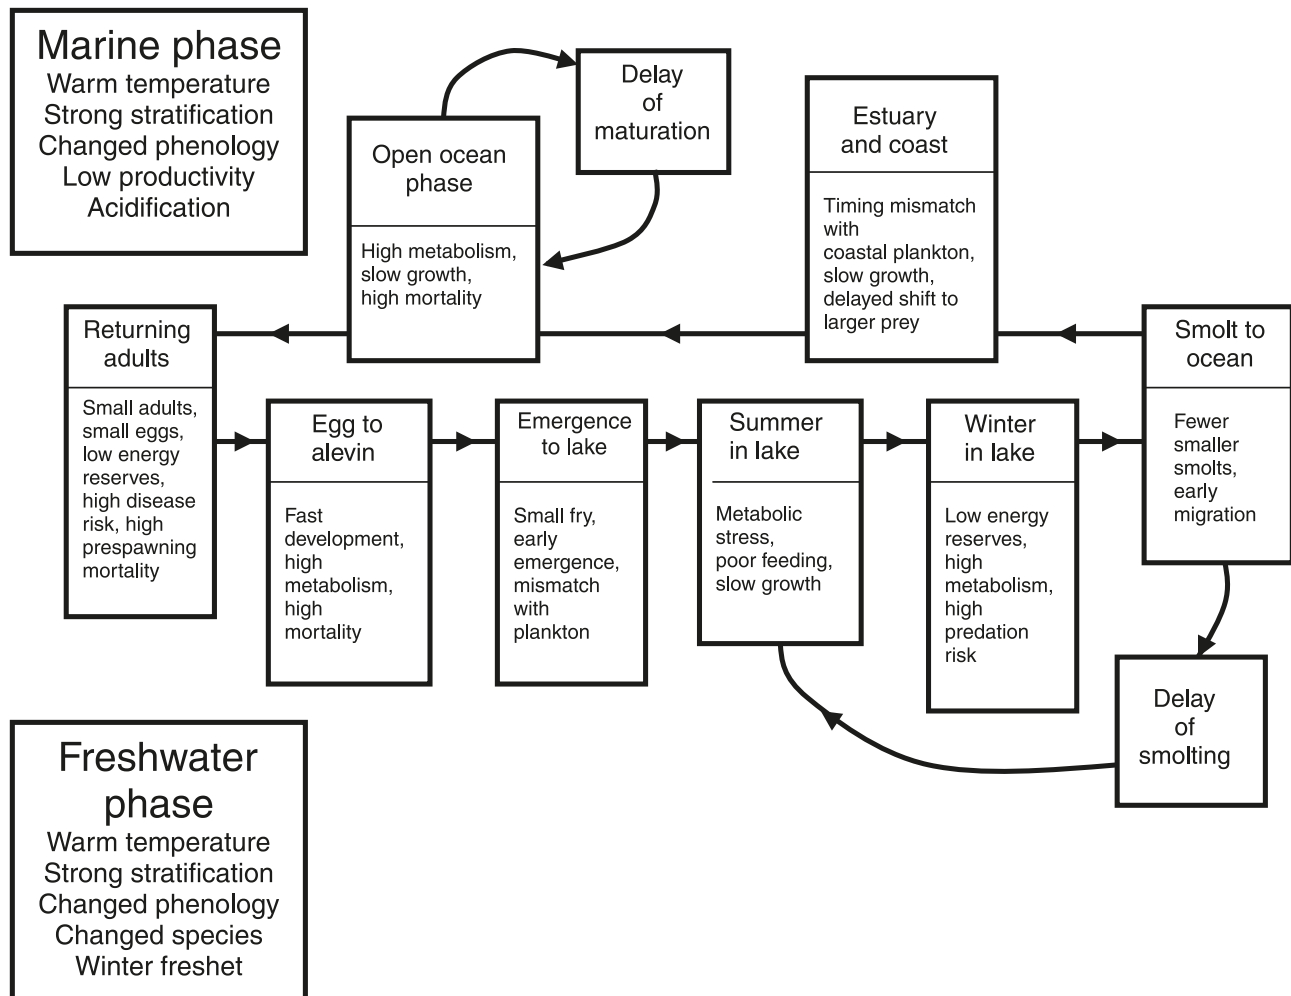 Marine phase
Warm temperature
Strong stratification
Changed phenology
Low productivity
Acidification
Delay
of
maturation
Open ocean
phase
High metabolism,
slow growth,
high mortality
Estuary
and coast
Timing mismatch
with
coastal plankton,
slow growth,
delayed shift to
larger prey
Returning
adults
Small adults,
small eggs,
low energy
reserves,
high disease
risk, high
prespawning
mortality
Egg to
alevin
Fast
development,
high
metabolism,
high
mortality
Emergence
to lake
Small fry,
early
emergence,
mismatch
with
plankton
Summer
in lake
Metabolic
stress,
poor feeding,
slow growth
Winter
in lake
Low energy
reserves,
high
metabolism,
high
predation
risk
Smolt to
ocean
Fewer
smaller
smolts,
early
migration
Delay
of
smolting
Freshwater
phase
Warm temperature
Strong stratification
Changed phenology
Changed species
Winter freshet